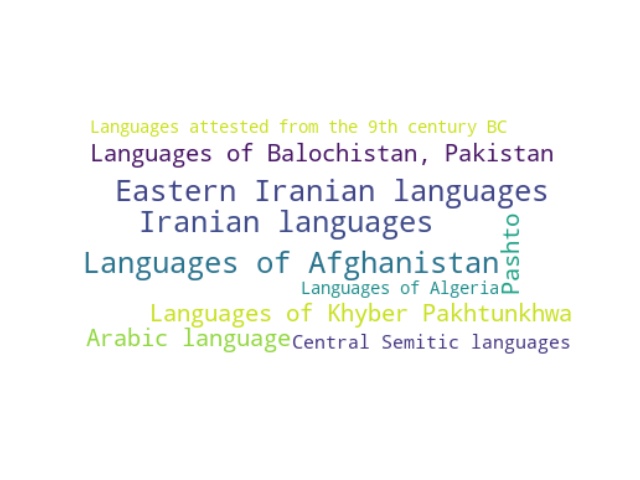 Languages attested from the 9th century BC
Languages of Balochistan, Pakistan
Eastern Iranian languages
Iranian languages
Pashto
Languages of Afghanistan
Languages of Algeria
Languages of Khyber Pakhtunkhwa
Arabic language
Central Semitic languages